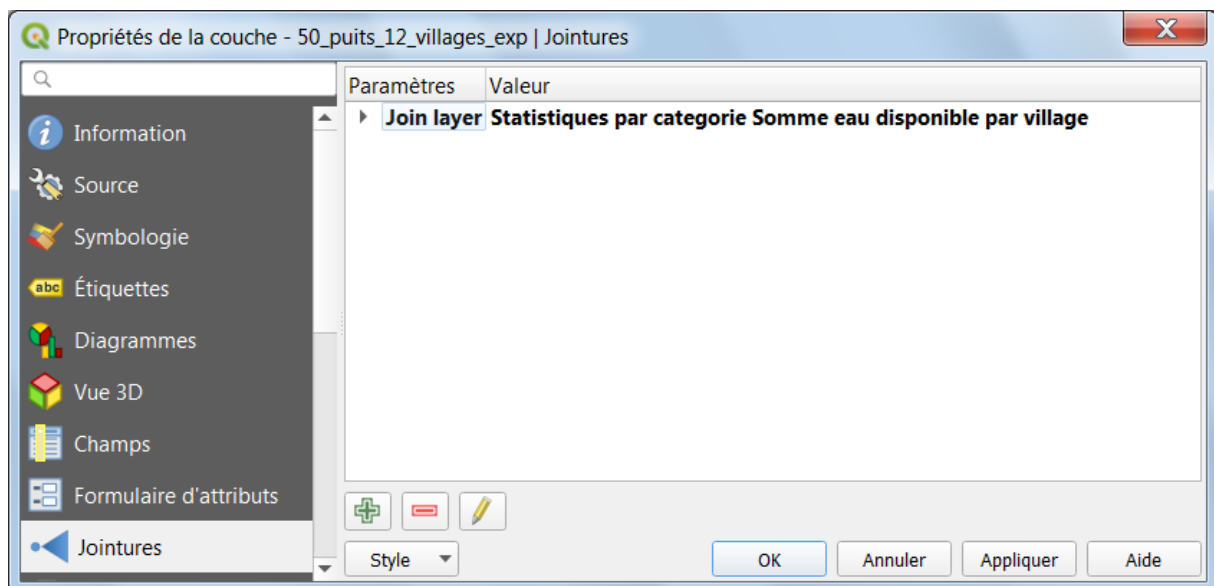 Propriétés de la couche - 50_puits_12_villages_exp | Jointures
X
Paramètres Valeur
Join layer Statistiques par categorie Somme eau disponible par village
Information
Source
Symbologie
abc Étiquettes
Diagrammes
Vue 3D
Champs
Formulaire d'attributs
Jointures
Style OK Annuler Appliquer Aide